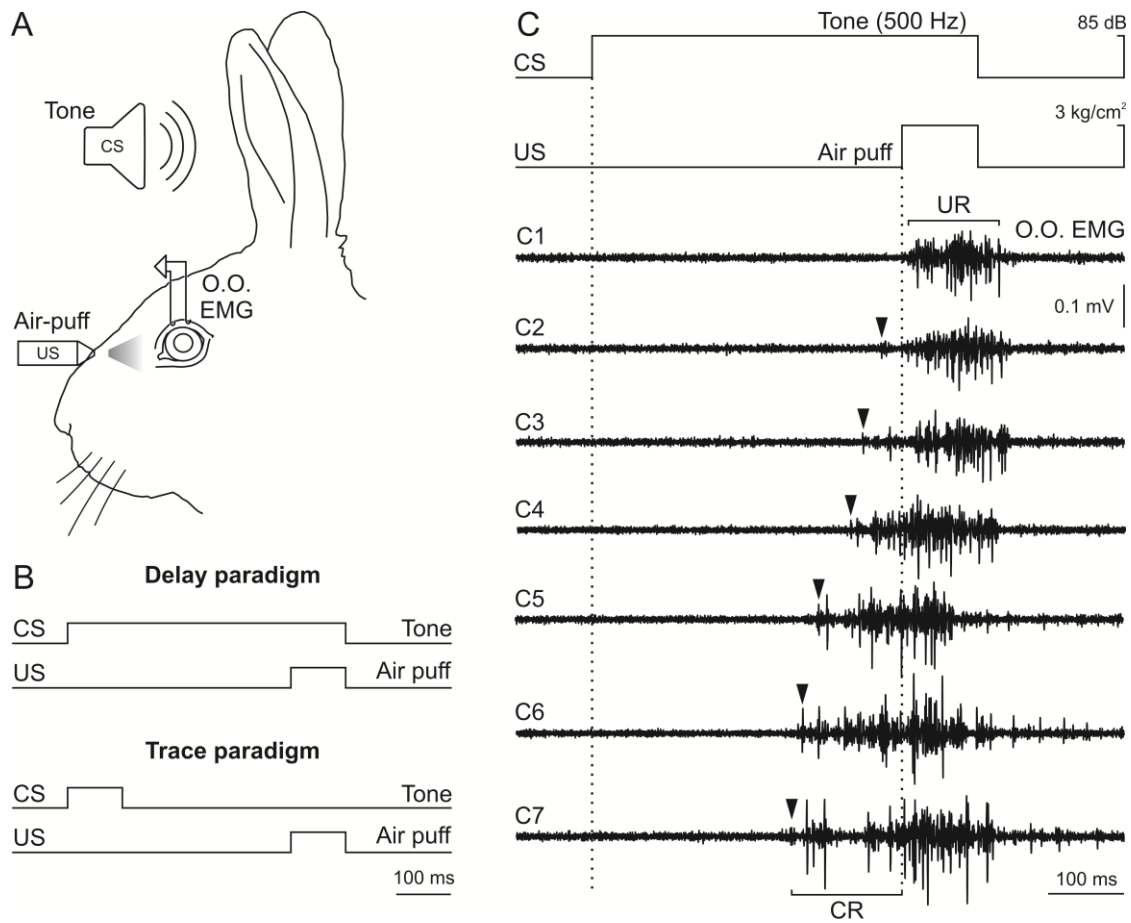 A
Tone
CS
O.O.
EMG
Air-puff
US
B
Delay paradigm
CS
Tone
US
Air puff
Trace paradigm
CS
Tone
US
Air puff
100 ms
C
Tone (500 Hz)
85 dB
CS
3 kg/cm²
US
Air puff
UR
C1
O.O. EMG
0.1 mV
C2
C3
C4
C5
C6
C7
CR
100 ms